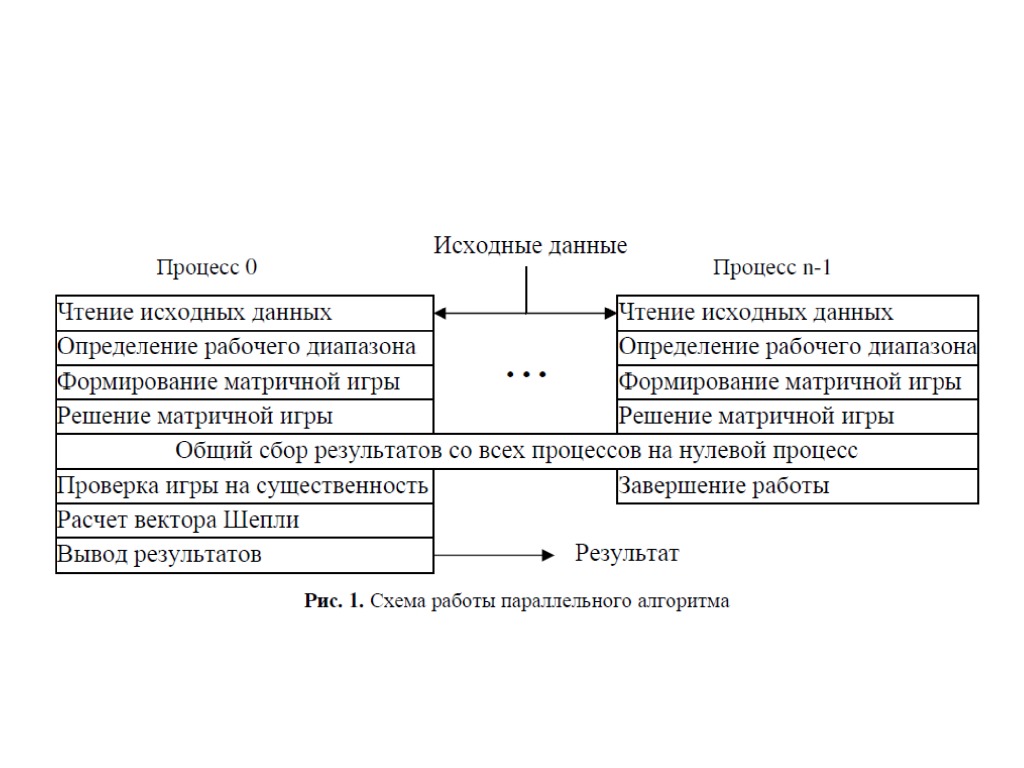 Исходные данные
Процесс 0
Процесс n-1
Чтение исходных данных
Чтение исходных данных
Определение рабочего диапазона
Определение рабочего диапазона
...
Формирование матричной игры
Формирование матричной игры
Решение матричной игры
Решение матричной игры
Общий сбор результатов со всех процессов на нулевой процесс
Проверка игры на существенность
Завершение работы
Расчет вектора Шепли
Вывод результатов
Результат
Рис. 1. Схема работы параллельного алгоритма